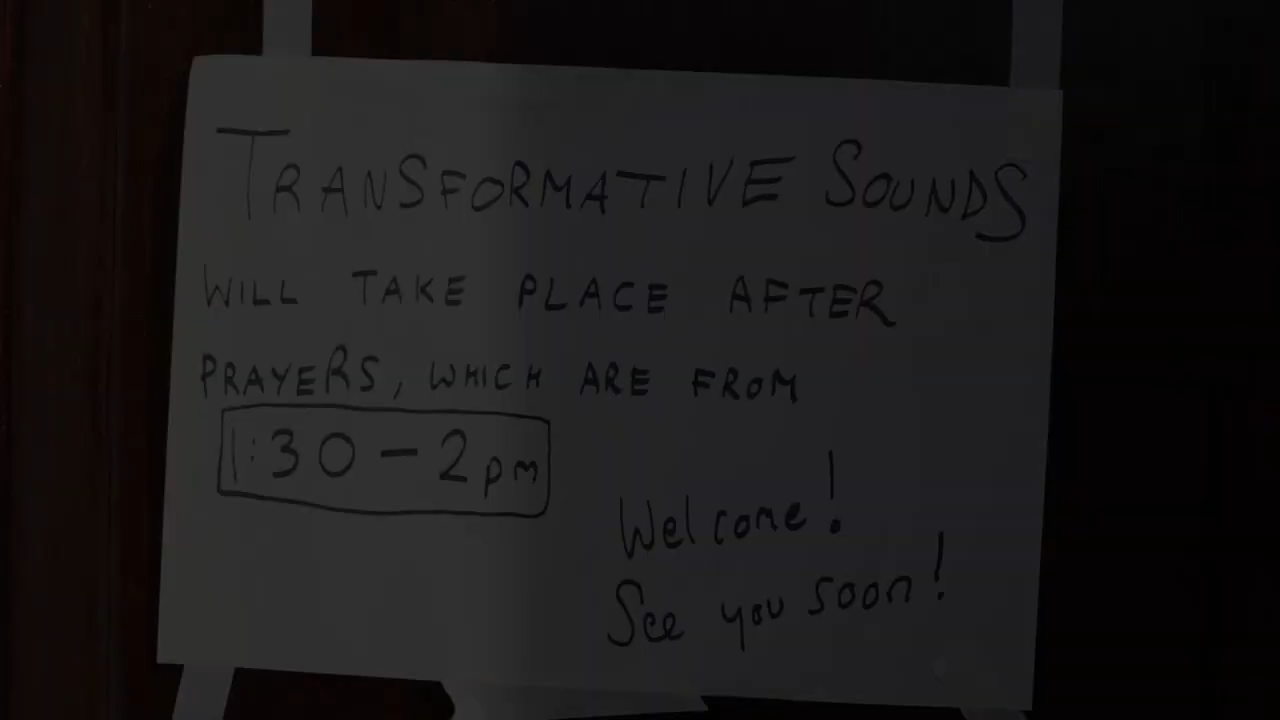 TRANSFORMATIVE SOUNDS
WILL TAKE PLACE AFTER
PRAYERS, WHICH ARE FROM
1:30 - 2pm
Welcome!
See you soon!